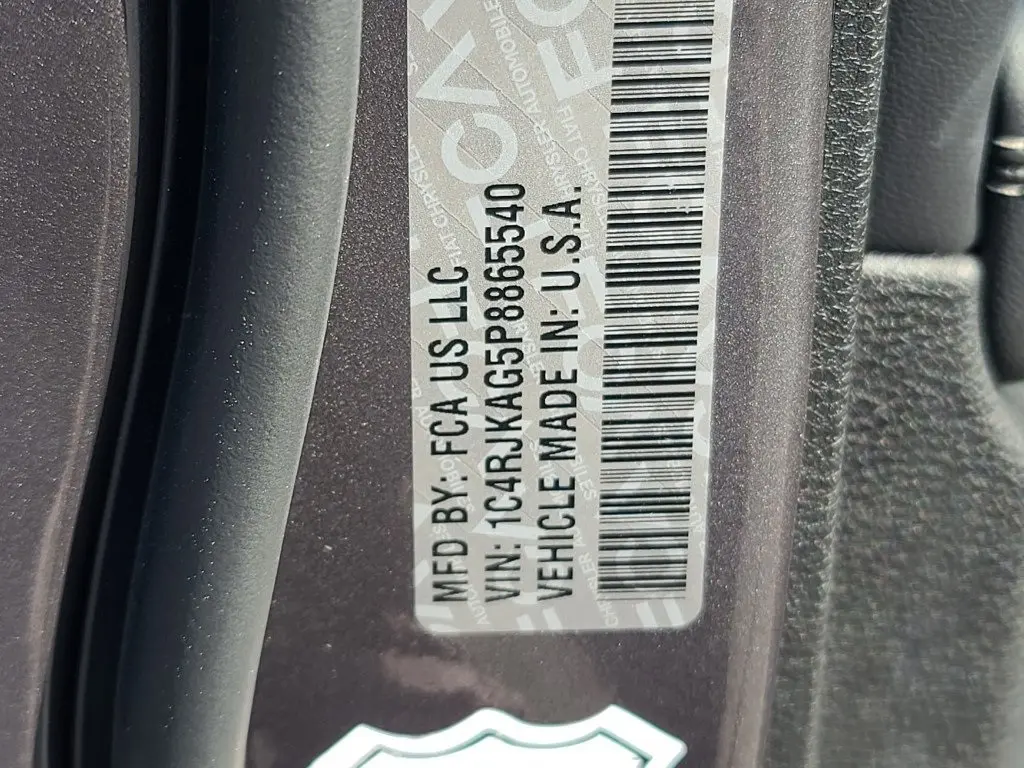 MFD BY: FCA US LLC
VIN: 1C4RJKAG5P8865540
VEHICLE MADE IN: U.S.A.